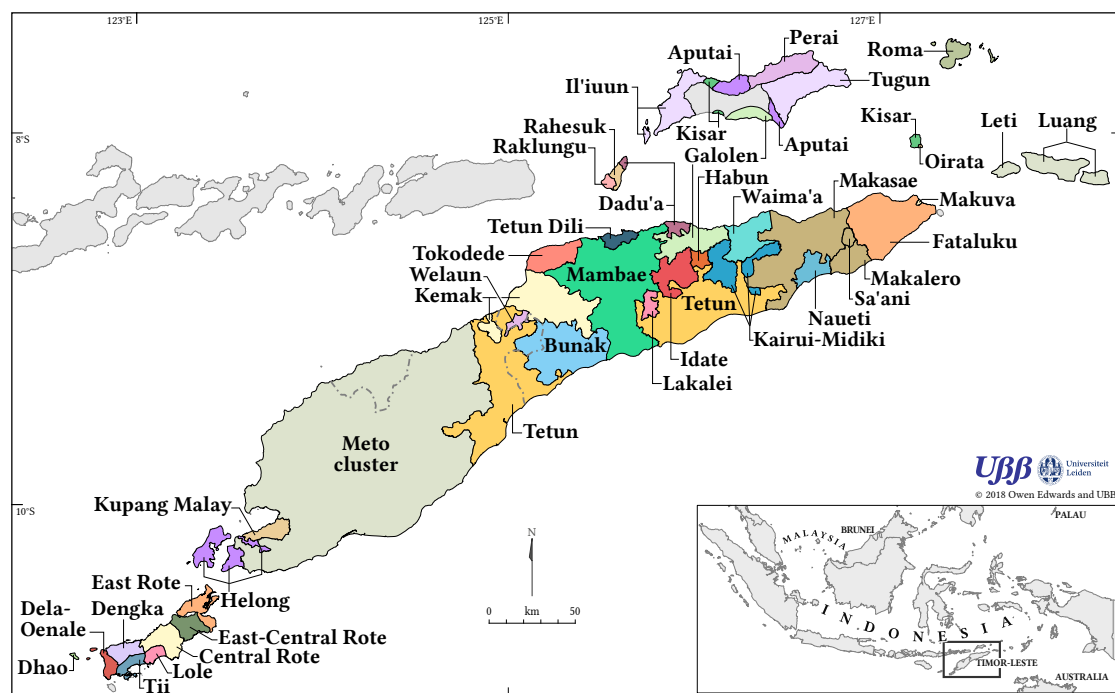 123°E
125°E
127°E
Perai
Aputai
Roma
Tugun
Il'iuun
8°S
Kisar
Rahesuk
Kisar
Leti
Luang
Raklungu
Galolen
Aputai
Oirata
Habun
Makasae
Waima'a
Dadu'a
Makuva
Tetun Dili
Tokodede
Mambae
Fataluku
Welaun
Makalero
Kemak
Tetun
Sa'ani
Naueti
Bunak
Kairui-Midiki
Idate
Lakalei
Tetun
Meto
cluster
UBB
Universiteit
Leiden
© 2018 Owen Edwards and UBB
10°S
Kupang Malay
N
PALAU
BRUNEI
MALAYSIA
East Rote
Helong
Dela-
Oenale
Dengka
0 km 50
INDONESIA
East-Central Rote
Central Rote
Dhao
Lole
Tii
TIMOR-LESTE
AUSTRALIA